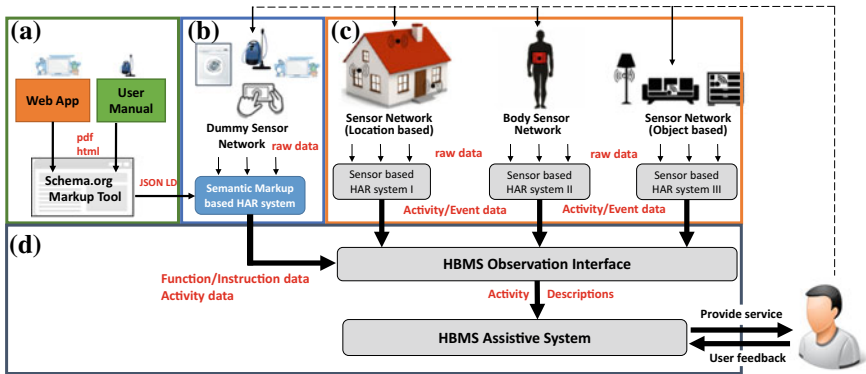 (a)
(b)
(c)
Web App
User
Manual
pdf
html
Schema.org
Markup Tool
JSON LD
Dummy Sensor
Network
raw data
Semantic Markup
based HAR system
Sensor Network
(Location based)
Body Sensor
Network
Sensor Network
(Object based)
raw data
raw data
Sensor based
HAR system I
Sensor based
HAR system II
Sensor based
HAR system III
Activity/Event data
Activity/Event data
(d)
Function/Instruction data
Activity data
HBMS Observation Interface
Activity Descriptions
HBMS Assistive System
Provide service
User feedback